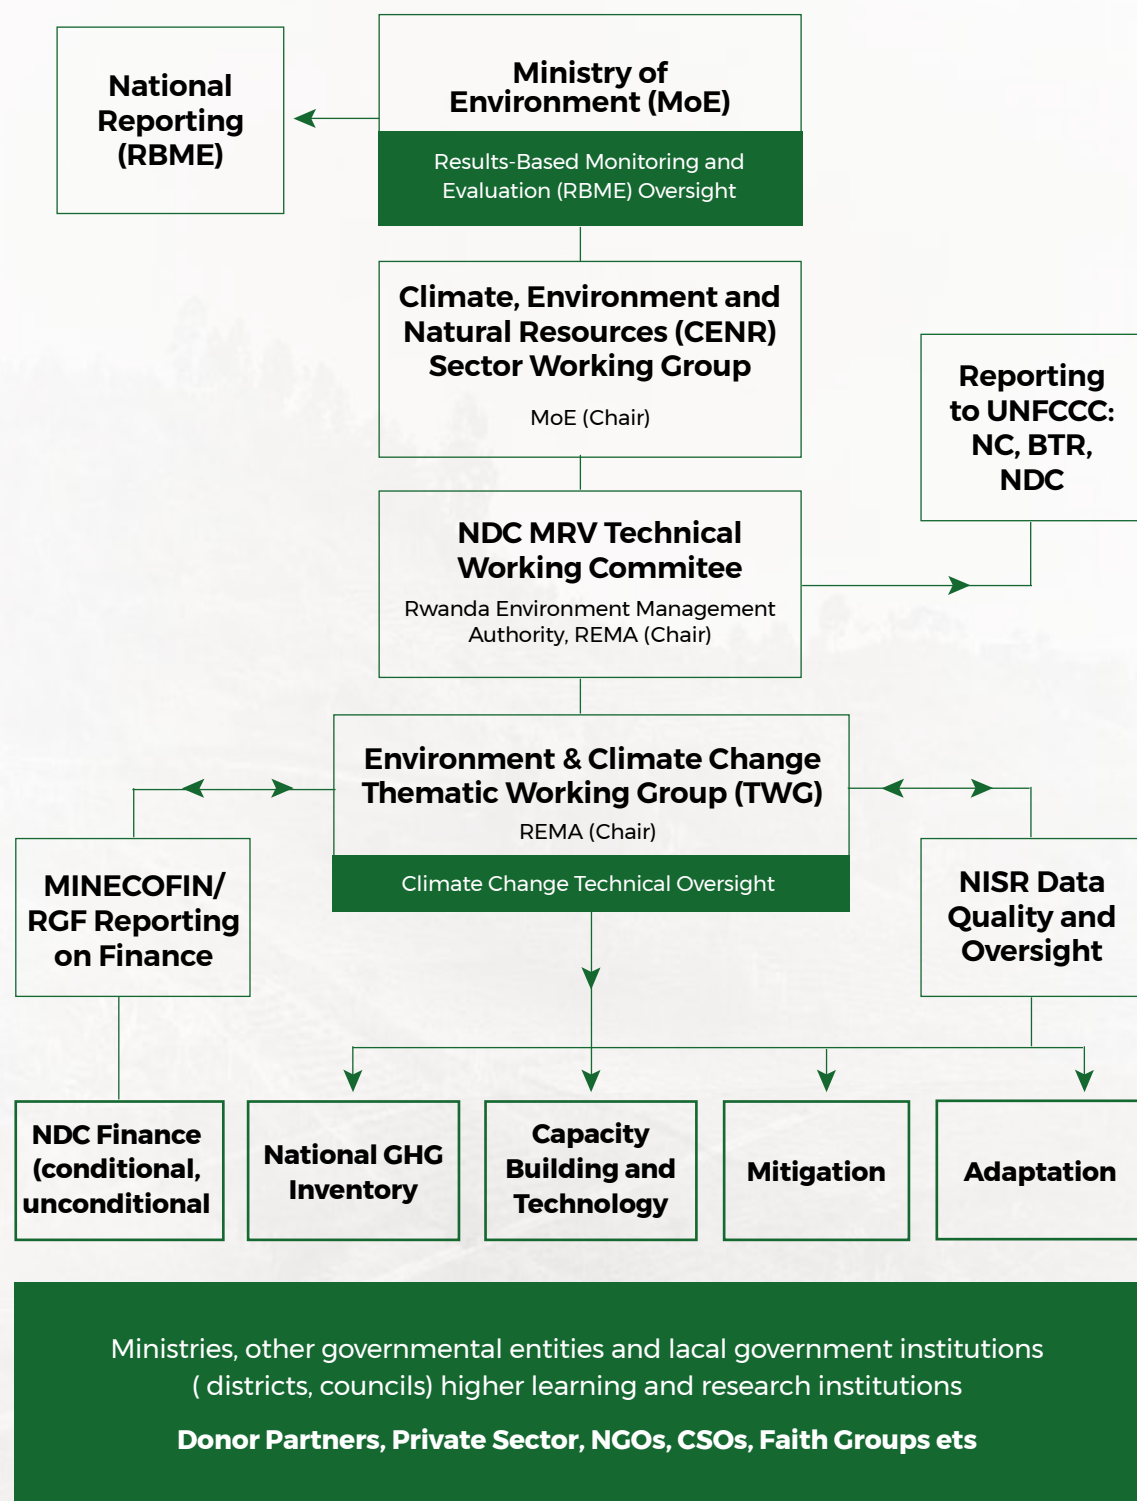 National
Reporting
(RBME)
Ministry of
Environment (MoE)
Results-Based Monitoring and
Evaluation (RBME) Oversight
Climate, Environment and
Natural Resources (CENR)
Sector Working Group
MoE (Chair)
Reporting
to UNFCCC:
NC, BTR,
NDC
NDC MRV Technical
Working Commitee
Rwanda Environment Management
Authority, REMA (Chair)
Environment & Climate Change
Thematic Working Group (TWG)
REMA (Chair)
Climate Change Technical Oversight
MINECOFIN/
RGF Reporting
on Finance
NISR Data
Quality and
Oversight
NDC Finance
(conditional,
unconditional
National GHG
Inventory
Capacity
Building and
Technology
Mitigation
Adaptation
Ministries, other governmental entities and lacal government institutions
( districts, councils) higher learning and research institutions
Donor Partners, Private Sector, NGOs, CSOs, Faith Groups ets